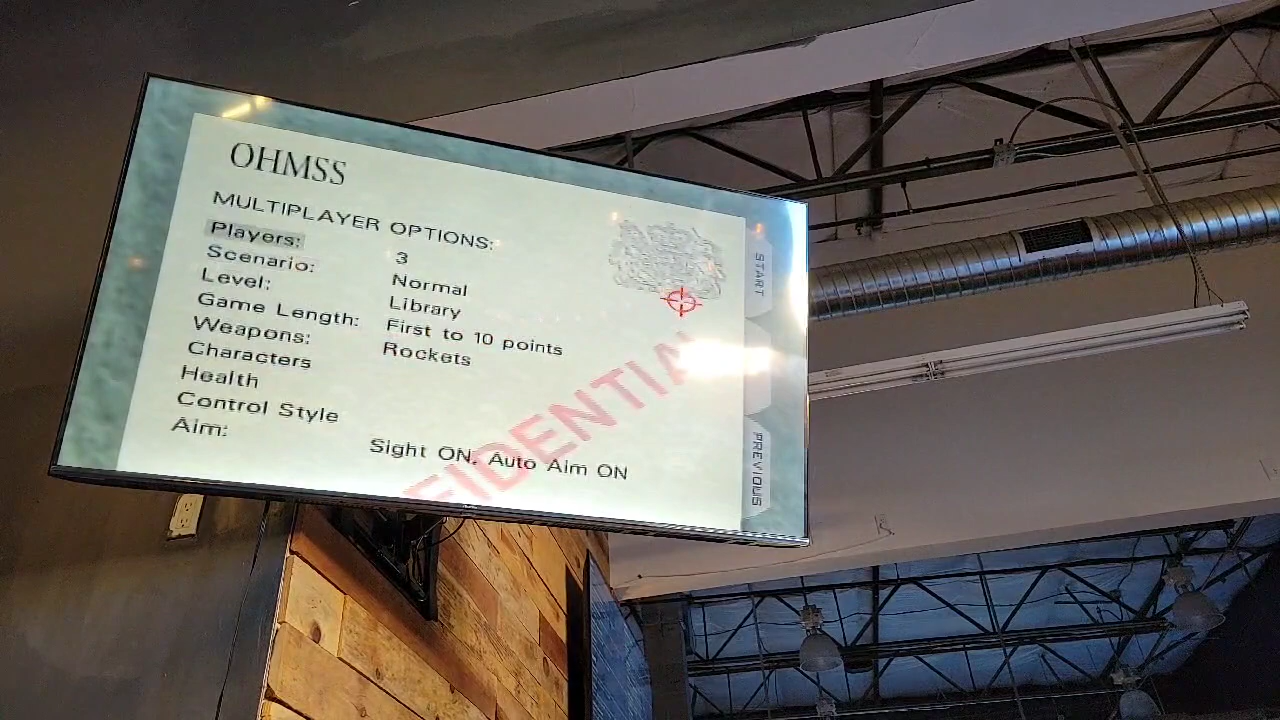 OHMSS
MULTIPLAYER OPTIONS:
Players: 3
Scenario: Normal
Level: Library
Game Length: First to 10 points
Weapons: Rockets
Characters
Health
Control Style
Aim: Sight ON, Auto Aim ON
FIDENTIA
START
PREVIOUS